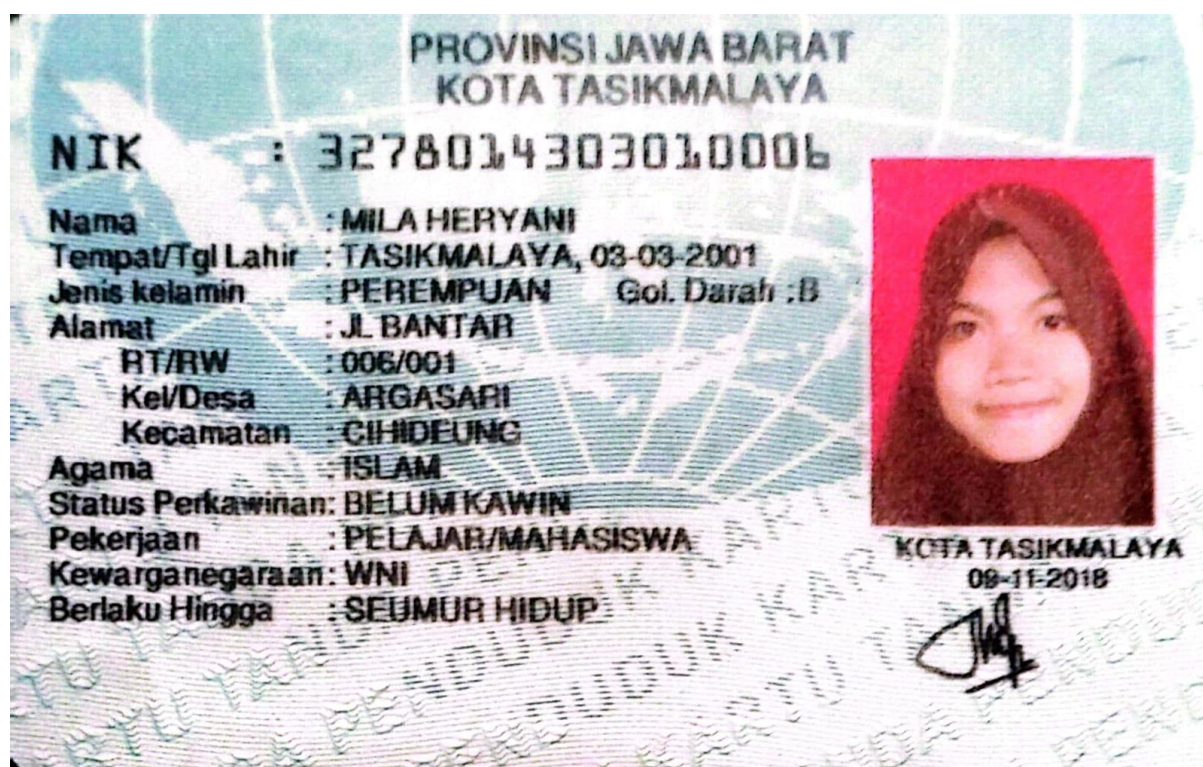 PROVINSI JAWA BARAT
KOTA TASIKMALAYA
NIK : 3278014303010006
Nama : MILA HERYANI
Tempat/Tgl Lahir : TASIKMALAYA, 03-03-2001
Jenis kelamin : PEREMPUAN Gol. Darah : B
Alamat : JL BANTAR
RT/RW : 006/001
Kel/Desa : ARGASARI
Kecamatan : CIHIDEUNG
Agama : ISLAM
Status Perkawinan: BELUM KAWIN
Pekerjaan : PELAJAR/MAHASISWA
Kewarganegaraan: WNI
Berlaku Hingga : SEUMUR HIDUP
KOTA TASIKMALAYA
09-11-2018